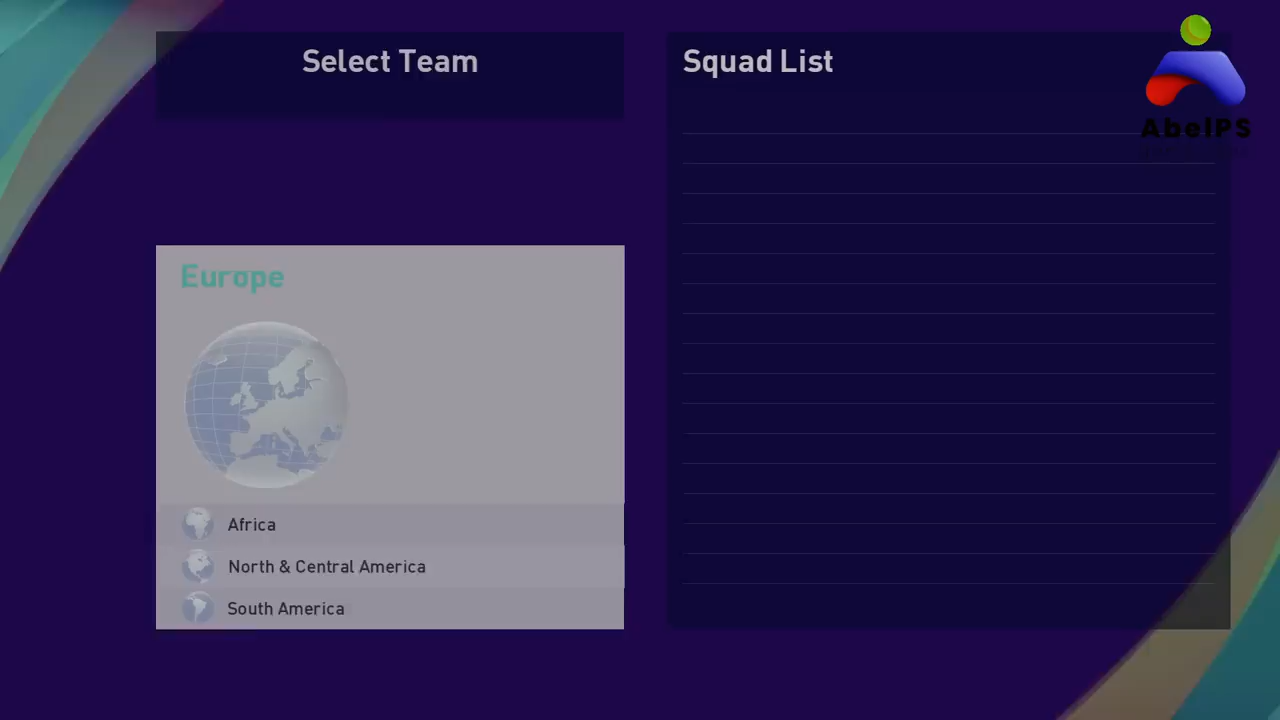 Select Team
Squad List
AbelPS
Europe
Africa
North & Central America
South America